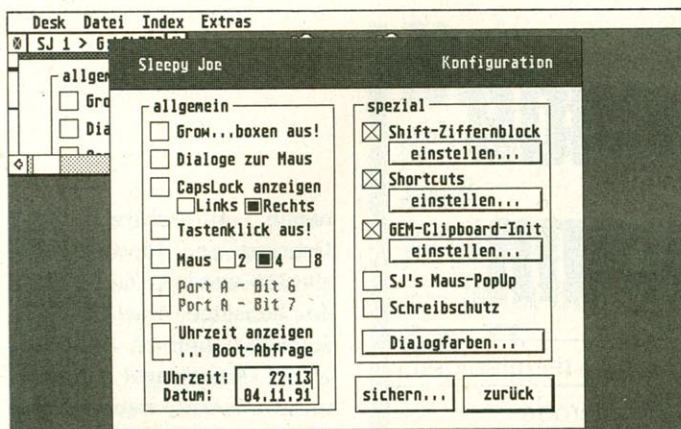 Desk Datei Index Extras
SJ 1 >
allgem
Gro
Dia
Sleepy Joe Konfiguration
allgemein
Grow...boxen aus!
Dialoge zur Maus
CapsLock anzeigen
Links Rechts
Tastenklick aus!
Maus 2 4 8
Port A - Bit 6
Port A - Bit 7
Uhrzeit anzeigen
... Boot-Abfrage
Uhrzeit: 22:13
Datum: 04.11.91
spezial
Shift-Ziffernblock
einstellen...
Shortcuts
einstellen...
GEM-Clipboard-Init
einstellen...
SJ's Maus-PopUp
Schreibschutz
Dialogfarben...
sichern... zurück